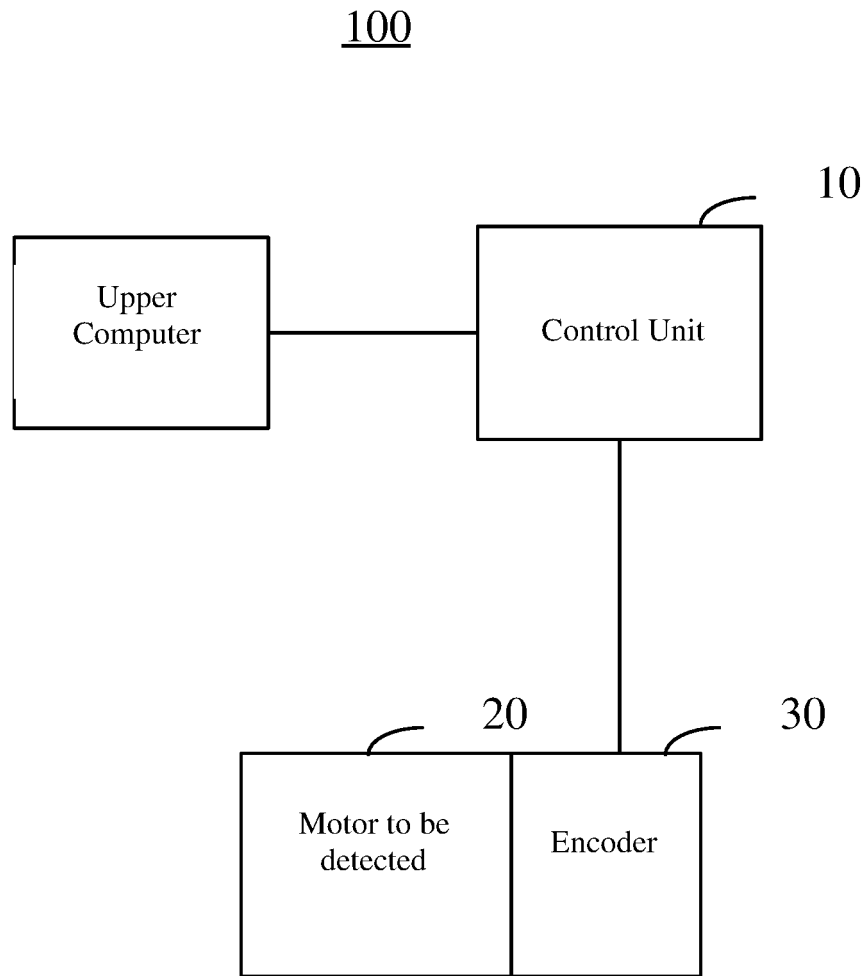 100
10
Upper
Computer
Control Unit
20
30
Motor to be
detected
Encoder